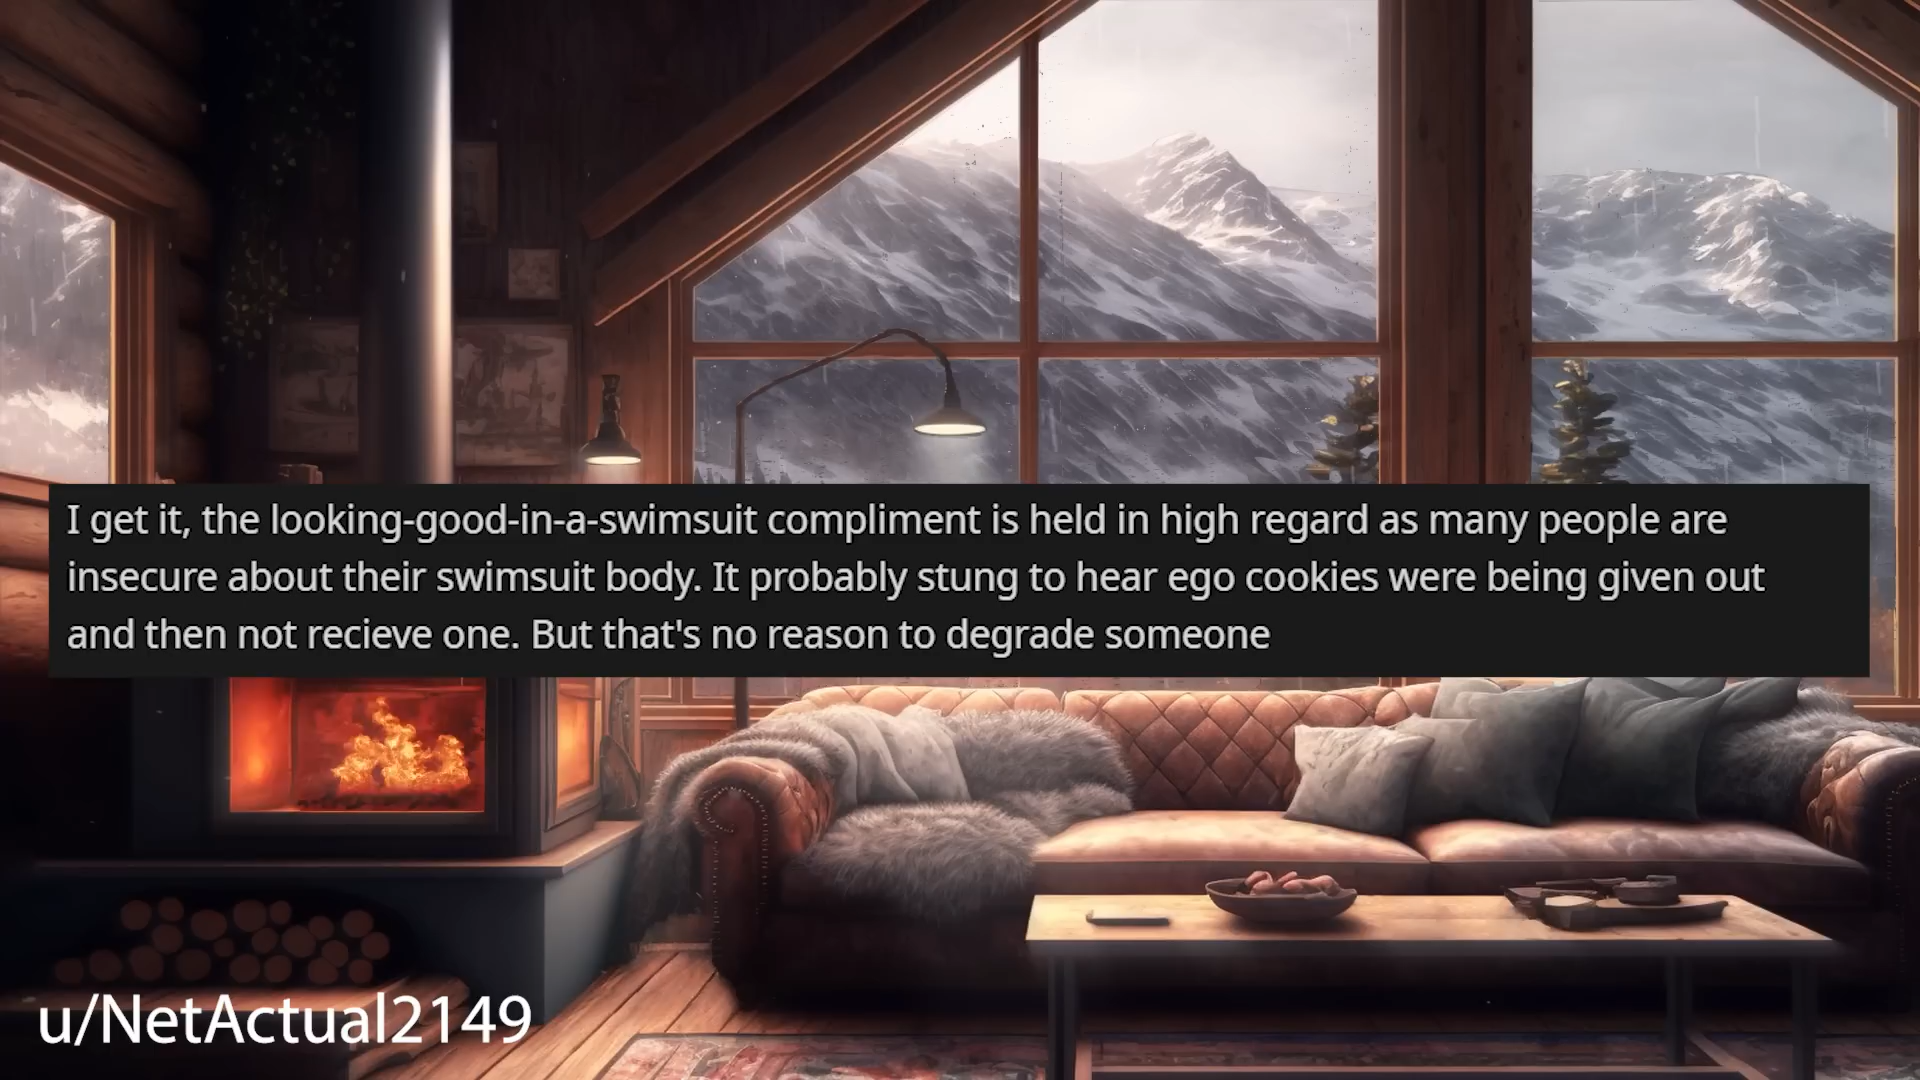 I get it, the looking-good-in-a-swimsuit compliment is held in high regard as many people are
insecure about their swimsuit body. It probably stung to hear ego cookies were being given out
and then not recieve one. But that's no reason to degrade someone
u/NetActual2149